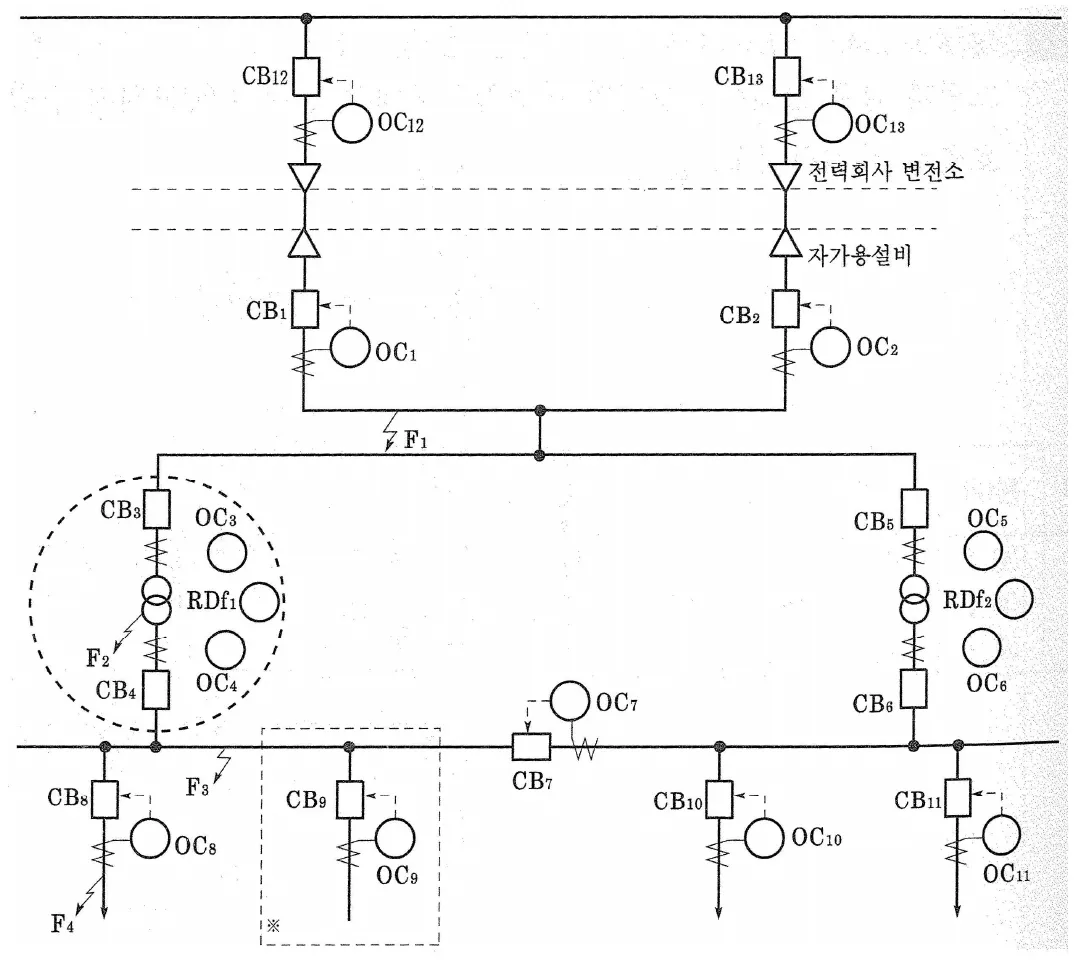 CB12
OC12
CB13
OC13
전력회사 변전소
자가용설비
CB1
OC1
CB2
OC2
F1
CB3
OC3
RDf1
F2
OC4
CB4
CB5
OC5
RDf2
OC6
CB6
OC7
CB7
F3
CB8
OC8
F4
CB9
OC9
※
CB10
OC10
CB11
OC11